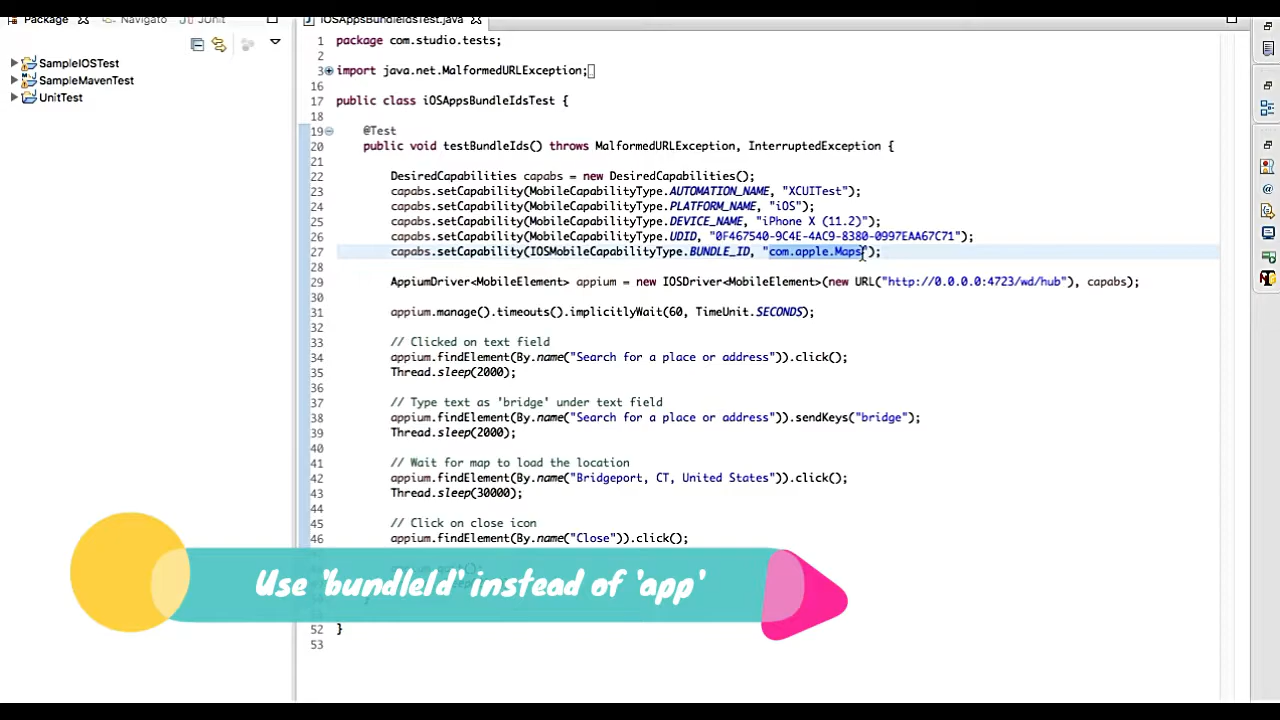 Package
Navigato
JUnit
iOSAppsBundleIdsTest.java
SampleIOSTest
SampleMavenTest
UnitTest
1 package com.studio.tests;
2
3 import java.net.MalformedURLException;
16
17 public class iOSAppsBundleIdsTest {
18
19 @Test
20 public void testBundleIds() throws MalformedURLException, InterruptedException {
21
22 DesiredCapabilities capabs = new DesiredCapabilities();
23 capabs.setCapability(MobileCapabilityType.AUTOMATION_NAME, "XCUITest");
24 capabs.setCapability(MobileCapabilityType.PLATFORM_NAME, "iOS");
25 capabs.setCapability(MobileCapabilityType.DEVICE_NAME, "iPhone X (11.2)");
26 capabs.setCapability(MobileCapabilityType.UDID, "0F467540-9C4E-4AC9-8380-0997EAA67C71");
27 capabs.setCapability(IOSMobileCapabilityType.BUNDLE_ID, "com.apple.Maps");
28
29 AppiumDriver<MobileElement> appium = new IOSDriver<MobileElement>(new URL("http://0.0.0.0:4723/wd/hub"), capabs);
30
31 appium.manage().timeouts().implicitlyWait(60, TimeUnit.SECONDS);
32
33 // Clicked on text field
34 appium.findElement(By.name("Search for a place or address")).click();
35 Thread.sleep(2000);
36
37 // Type text as 'bridge' under text field
38 appium.findElement(By.name("Search for a place or address")).sendKeys("bridge");
39 Thread.sleep(2000);
40
41 // Wait for map to load the location
42 appium.findElement(By.name("Bridgeport, CT, United States")).click();
43 Thread.sleep(30000);
44
45 // Click on close icon
46 appium.findElement(By.name("Close")).click();
Use 'bundleId' instead of 'app'
52 }
53